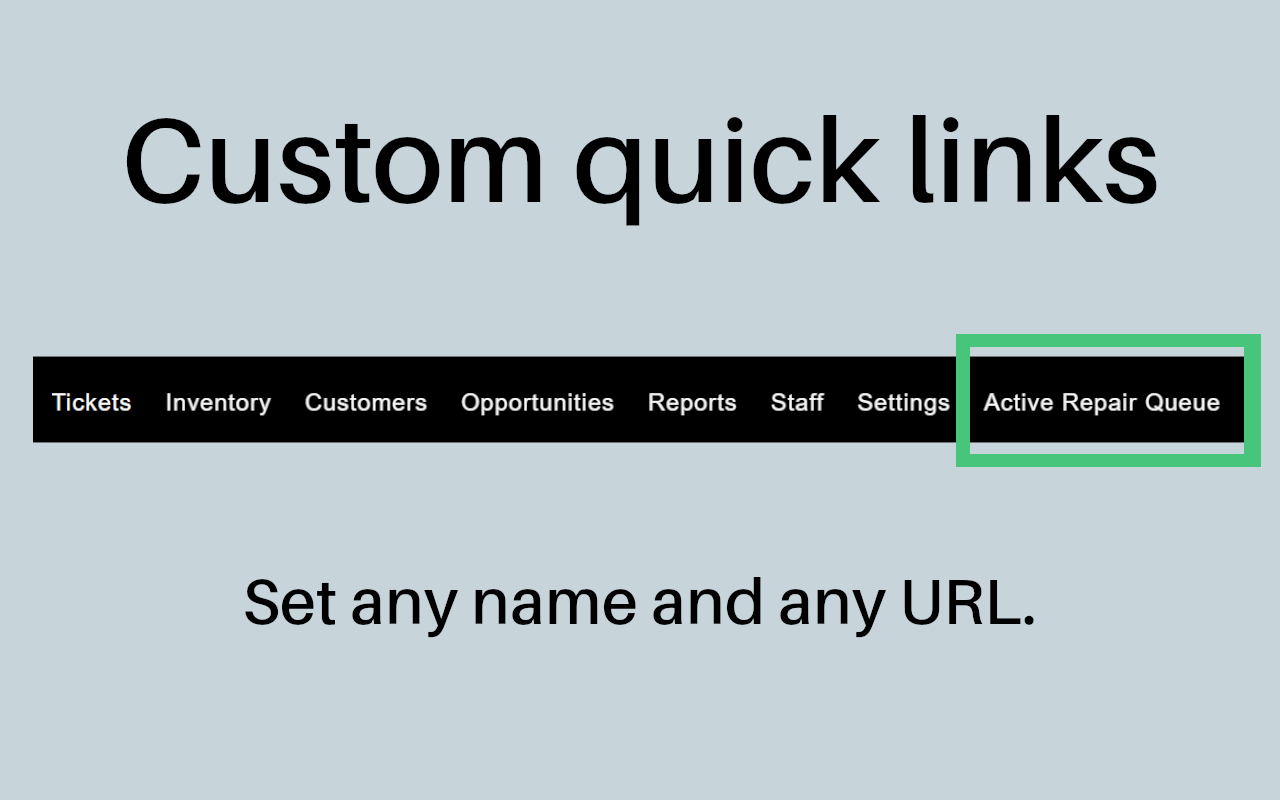 Custom quick links
Tickets Inventory Customers Opportunities Reports Staff Settings Active Repair Queue
Set any name and any URL.